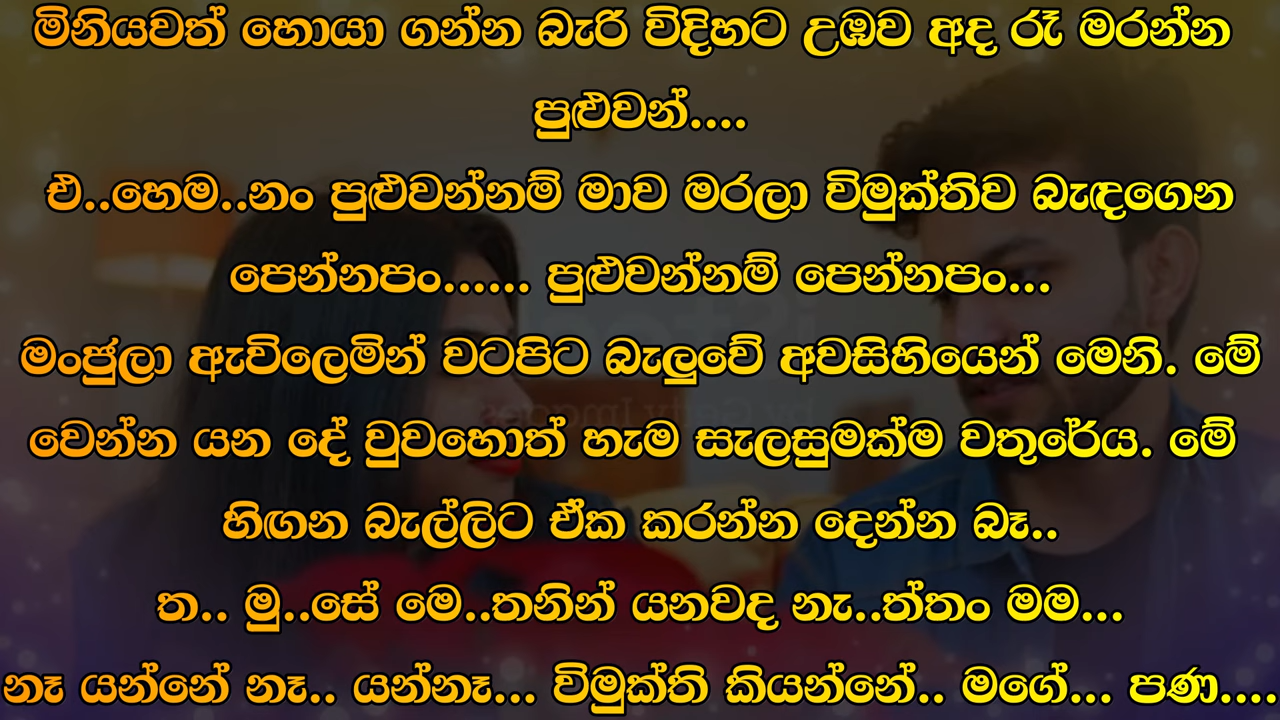 මිනියවත් හොයා ගන්න බැරි විදිහට උඹව අද රෑ මරන්න
පුළුවන්....
එ..හෙම..නං පුළුවන්නම් මාව මරලා විමුක්තිව බැඳගෙන
පෙන්නපං...... පුළුවන්නම් පෙන්නපං...
මංජුලා ඇවිලෙමින් වටපිට බැලුවේ අවසිහියෙන් මෙනි. මේ
වෙන්න යන දේ වුවහොත් හැම සැලසුමක්ම වතුරේය. මේ
හිඟන බැල්ලිට ඒක කරන්න දෙන්න බෑ..
ත.. මු..සේ මෙ..තනින් යනවද නැ..ත්තං මම...
නෑ යන්නේ නෑ.. යන්නෑ... විමුක්ති කියන්නේ.. මගේ... පණ....